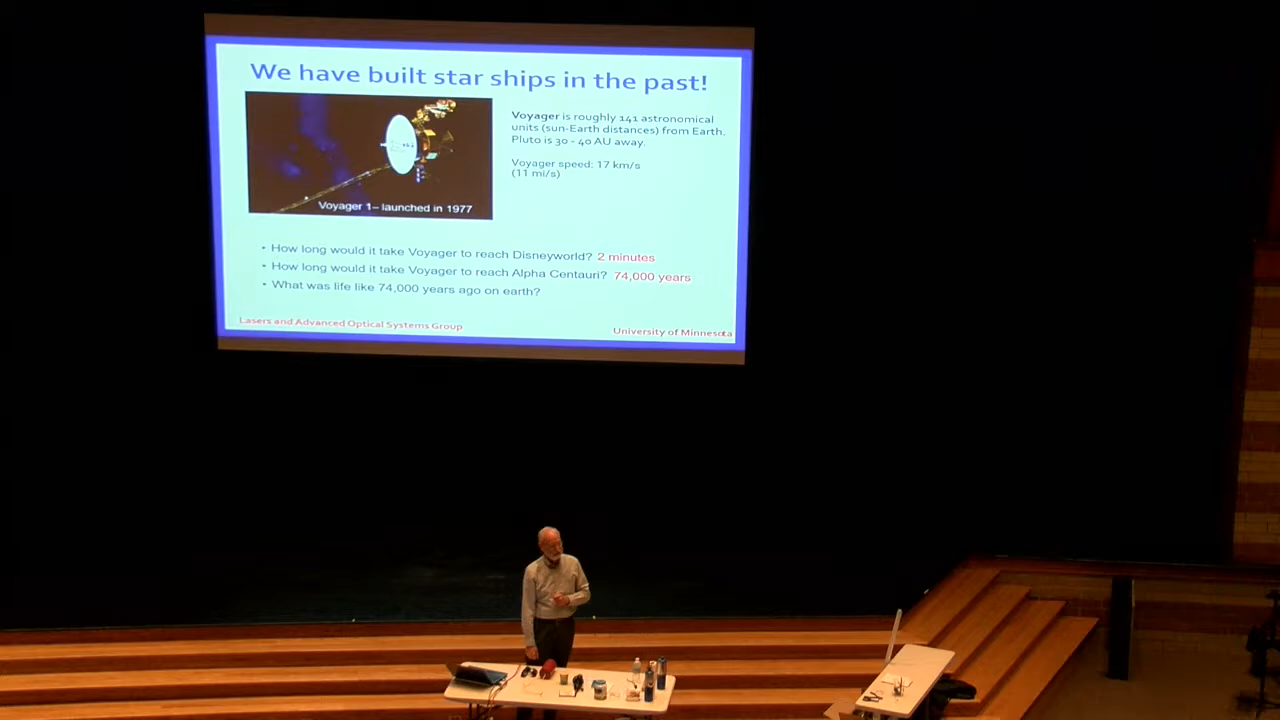 We have built star ships in the past!
Voyager is roughly 141 astronomical
units (sun-Earth distances) from Earth.
Pluto is 30 - 40 AU away.
Voyager speed: 17 km/s
(11 mi/s)
Voyager 1– launched in 1977
• How long would it take Voyager to reach Disneyworld? 2 minutes
• How long would it take Voyager to reach Alpha Centauri? 74,000 years
• What was life like 74,000 years ago on earth?
Lasers and Advanced Optical Systems Group
University of Minnesota